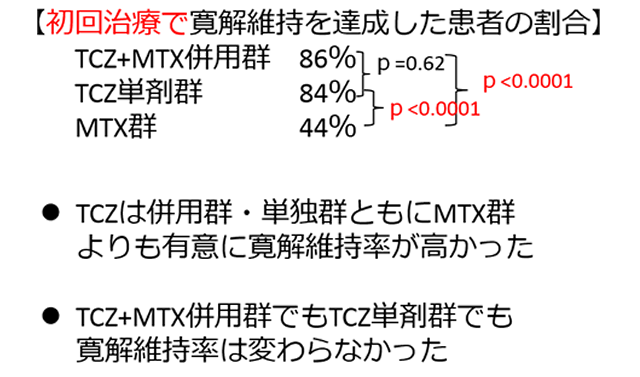 【初回治療で寛解維持を達成した患者の割合】
TCZ+MTX併用群 86% p =0.62
TCZ単剤群 84% p <0.0001
MTX群 44% p <0.0001
● TCZは併用群・単独群ともにMTX群
よりも有意に寛解維持率が高かった
● TCZ+MTX併用群でもTCZ単剤群でも
寛解維持率は変わらなかった